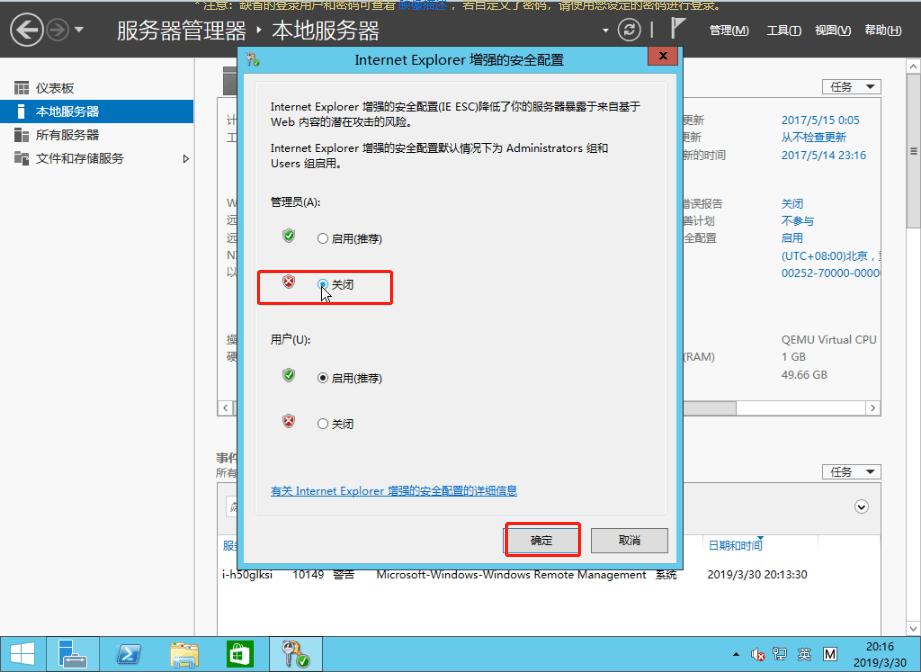 * 注意：缺省的登录用户和密码可查看 映像描述 ，若自定义了密码，请使用您设定的密码进行登录。
服务器管理器 ‣ 本地服务器
管理(M) 工具(T) 视图(V) 帮助(H)
Internet Explorer 增强的安全配置
仪表板
本地服务器
所有服务器
文件和存储服务
任务
Internet Explorer 增强的安全配置(IE ESC)降低了你的服务器暴露于来自基于
Web 内容的潜在攻击的风险。
Internet Explorer 增强的安全配置默认情况下为 Administrators 组和
Users 组启用。
管理员(A):
启用(推荐)
关闭
用户(U):
启用(推荐)
关闭
有关 Internet Explorer 增强的安全配置的详细信息
确定
取消
更新 2017/5/15 0:05
更新 从不检查更新
新的时间 2017/5/14 23:16
错误报告 关闭
善计划 不参与
全配置 启用
(UTC+08:00)北京，
00252-70000-0000
QEMU Virtual CPU
(RAM) 1 GB
49.66 GB
事件
所有
任务
服务
日期和时间
i-h50glksi 10149 警告 Microsoft-Windows-Windows Remote Management 系统 2019/3/30 20:13:30
英 M
20:16
2019/3/30